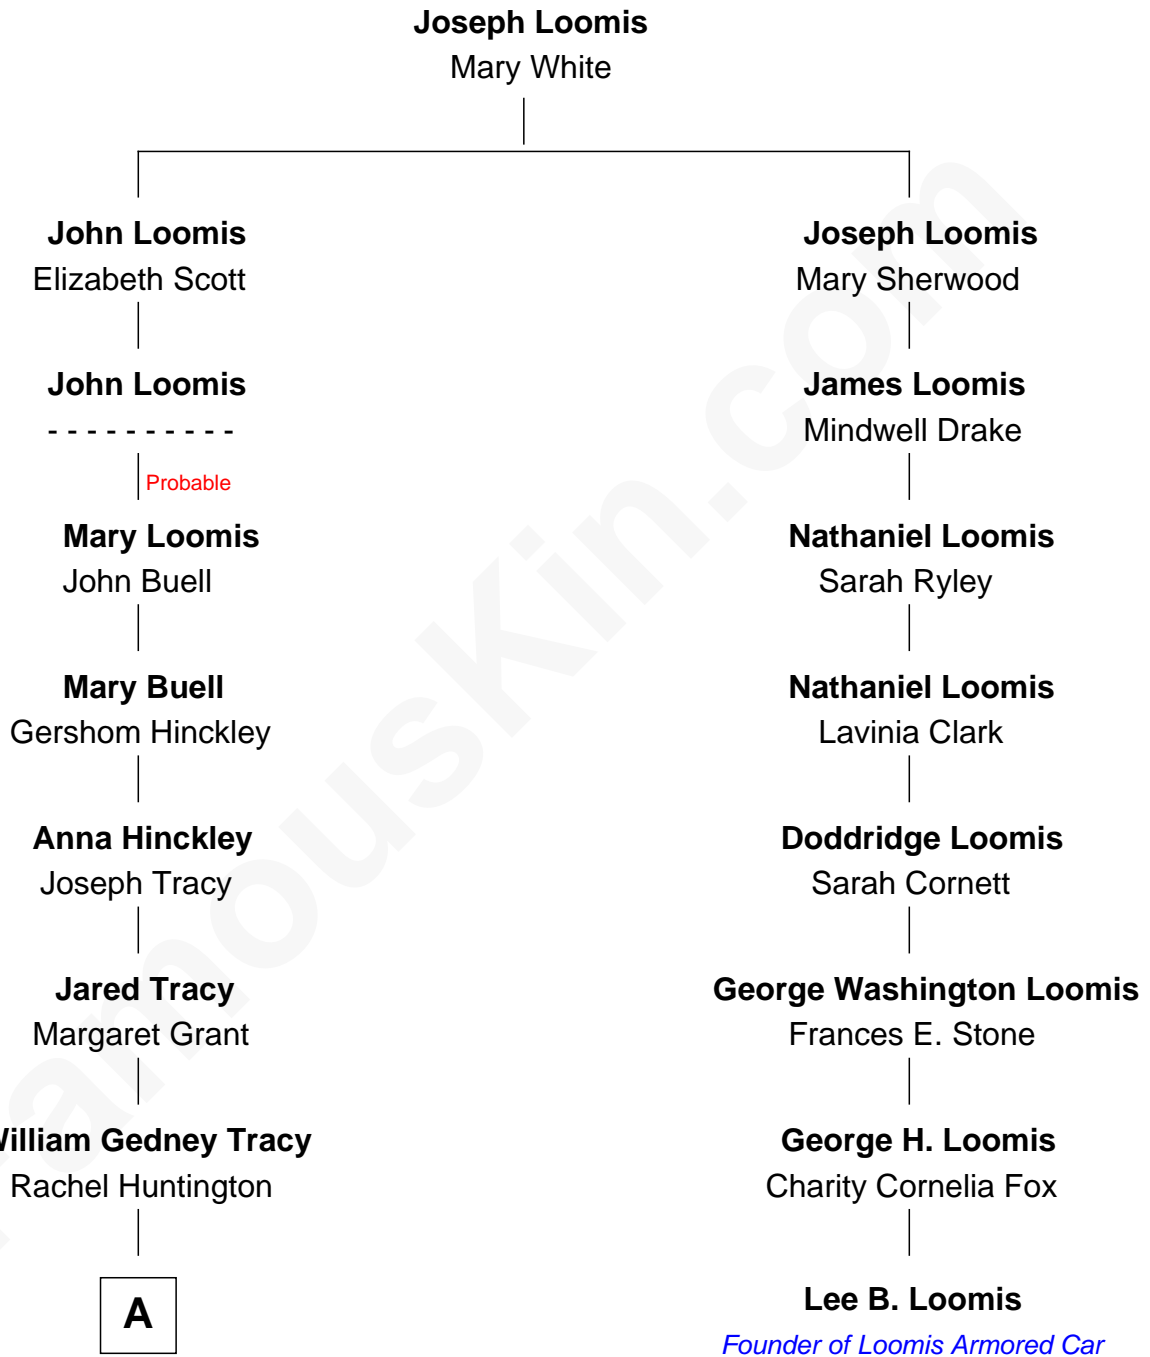 Joseph Loomis
Mary White
John Loomis
Elizabeth Scott
John Loomis
- - - - - - - - - -
Probable
Mary Loomis
John Buell
Mary Buell
Gershom Hinckley
Anna Hinckley
Joseph Tracy
Jared Tracy
Margaret Grant
William Gedney Tracy
Rachel Huntington
A
Joseph Loomis
Mary Sherwood
James Loomis
Mindwell Drake
Nathaniel Loomis
Sarah Ryley
Nathaniel Loomis
Lavinia Clark
Doddridge Loomis
Sarah Cornett
George Washington Loomis
Frances E. Stone
George H. Loomis
Charity Cornelia Fox
Lee B. Loomis
Founder of Loomis Armored Car
FamousKin.com